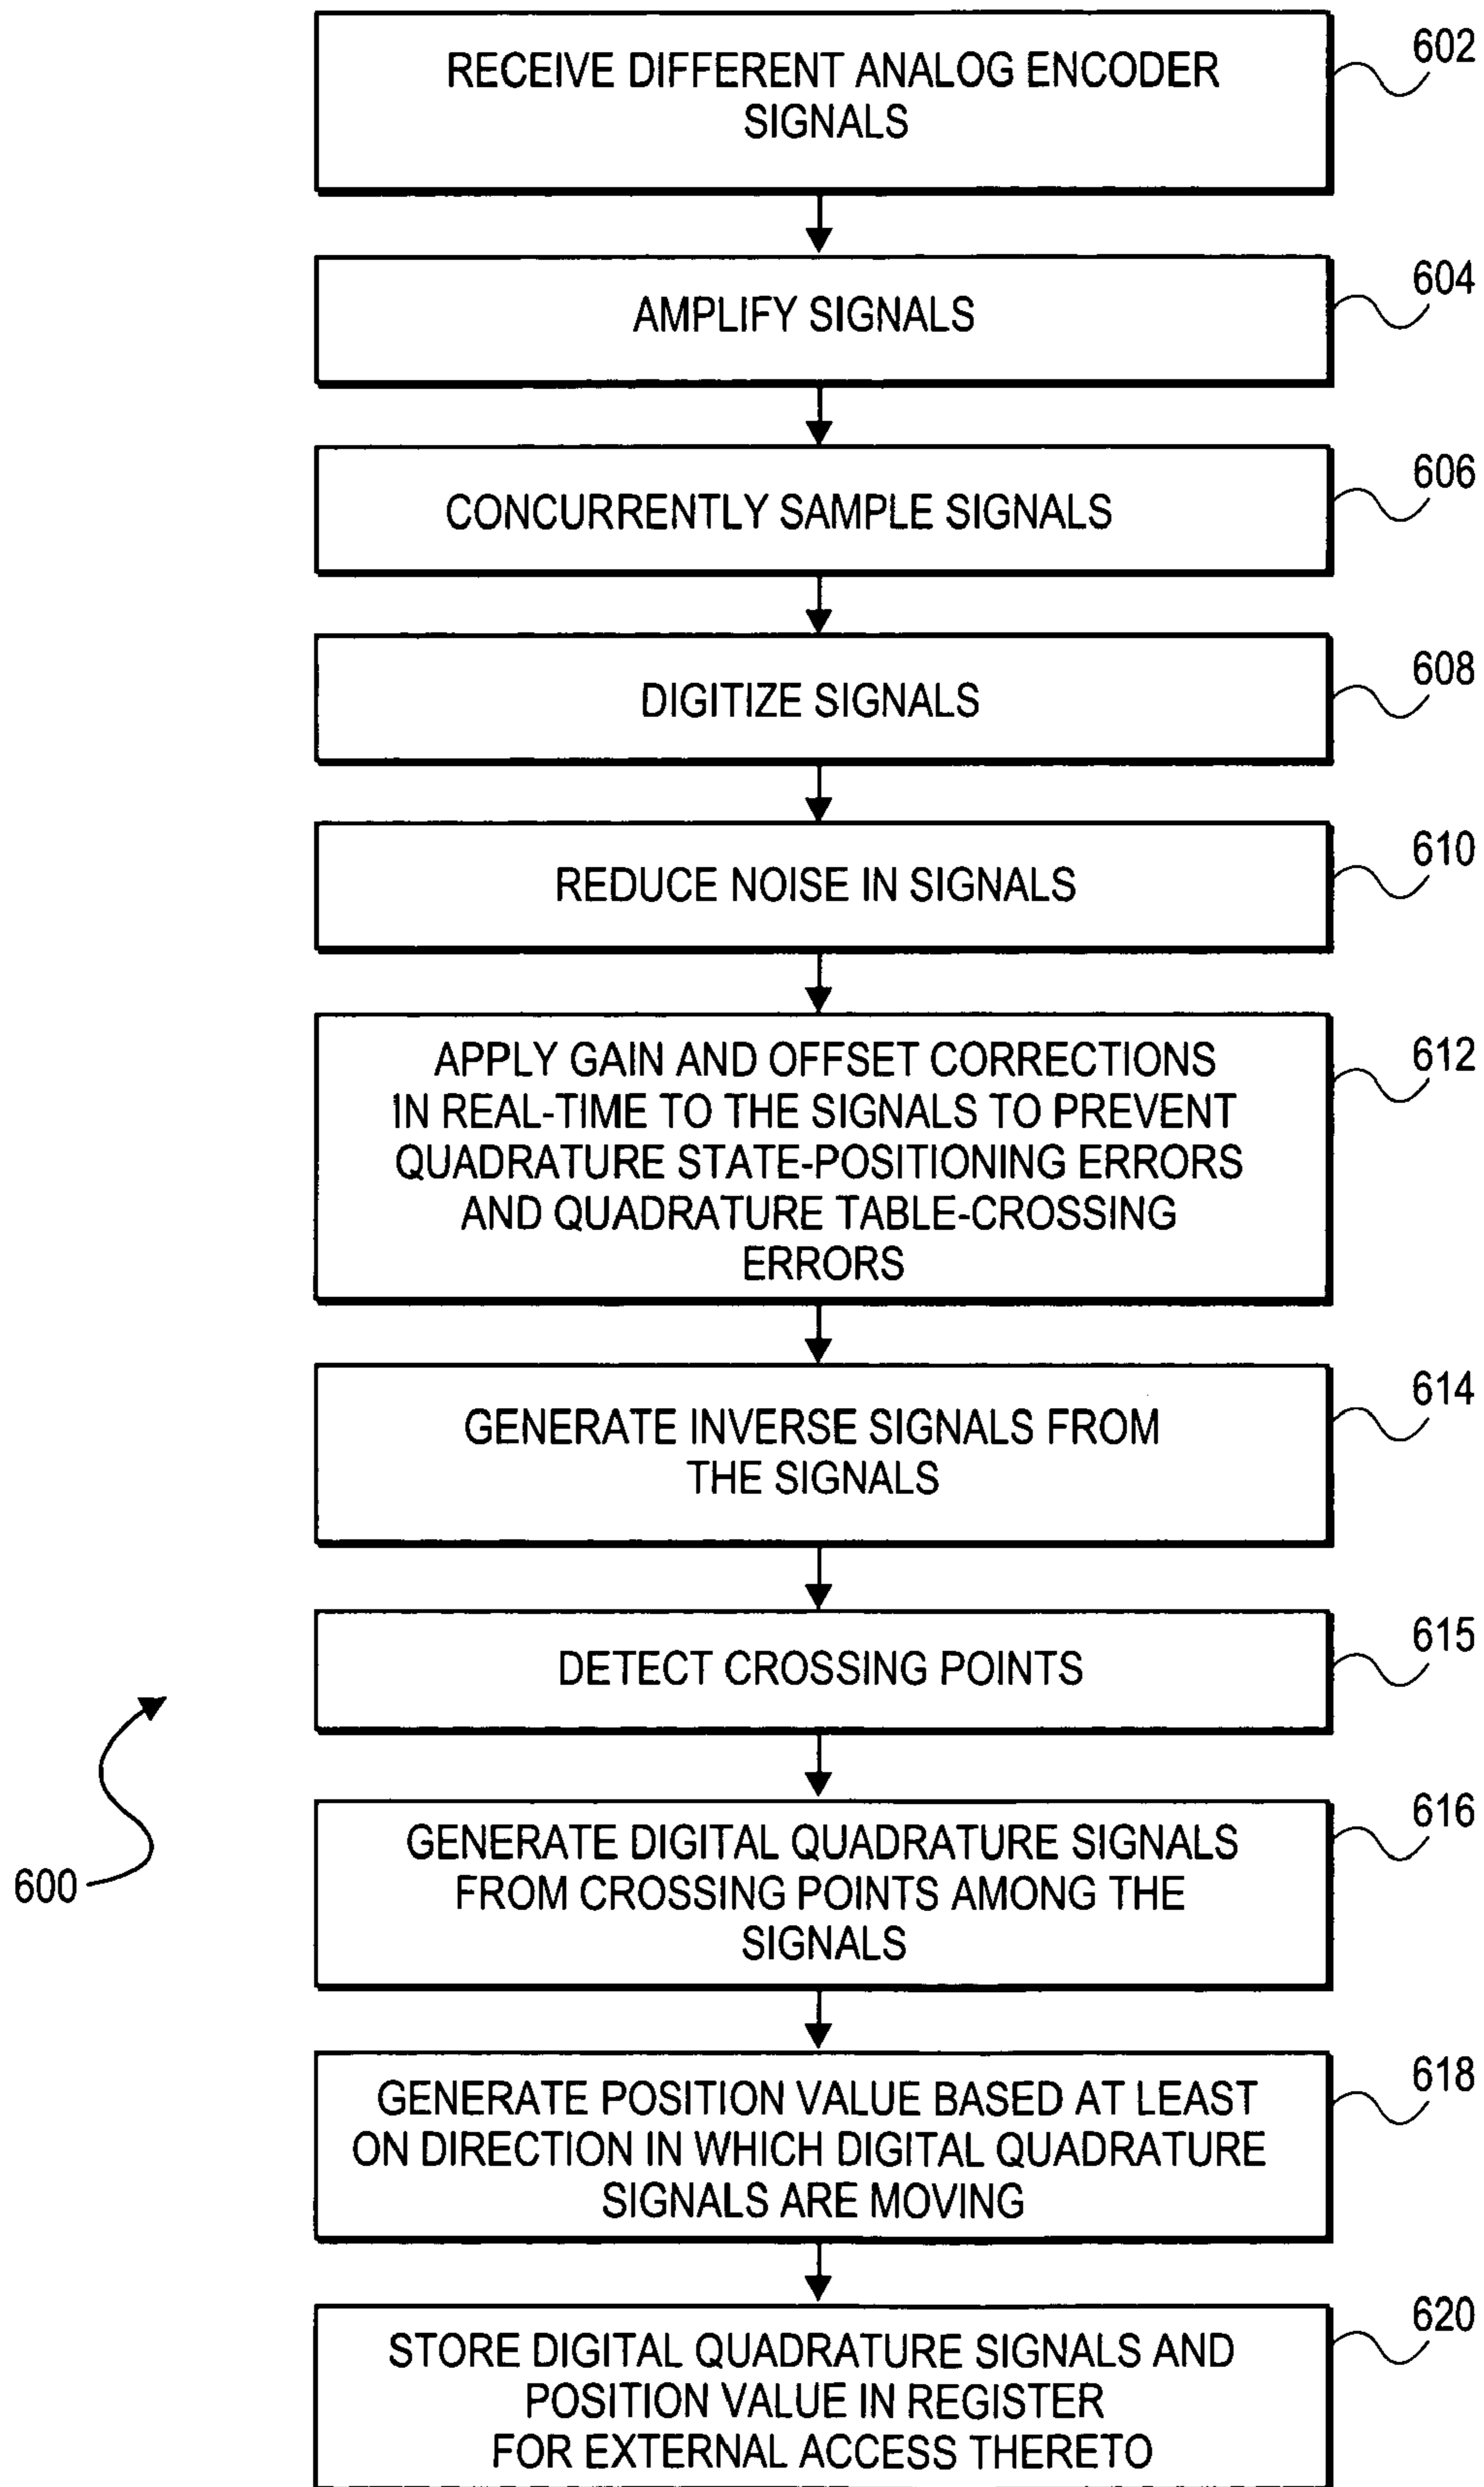 RECEIVE DIFFERENT ANALOG ENCODER
SIGNALS
602
AMPLIFY SIGNALS
604
CONCURRENTLY SAMPLE SIGNALS
606
DIGITIZE SIGNALS
608
REDUCE NOISE IN SIGNALS
610
APPLY GAIN AND OFFSET CORRECTIONS
IN REAL-TIME TO THE SIGNALS TO PREVENT
QUADRATURE STATE-POSITIONING ERRORS
AND QUADRATURE TABLE-CROSSING
ERRORS
612
GENERATE INVERSE SIGNALS FROM
THE SIGNALS
614
DETECT CROSSING POINTS
615
GENERATE DIGITAL QUADRATURE SIGNALS
FROM CROSSING POINTS AMONG THE
SIGNALS
616
600
GENERATE POSITION VALUE BASED AT LEAST
ON DIRECTION IN WHICH DIGITAL QUADRATURE
SIGNALS ARE MOVING
618
STORE DIGITAL QUADRATURE SIGNALS AND
POSITION VALUE IN REGISTER
FOR EXTERNAL ACCESS THERETO
620